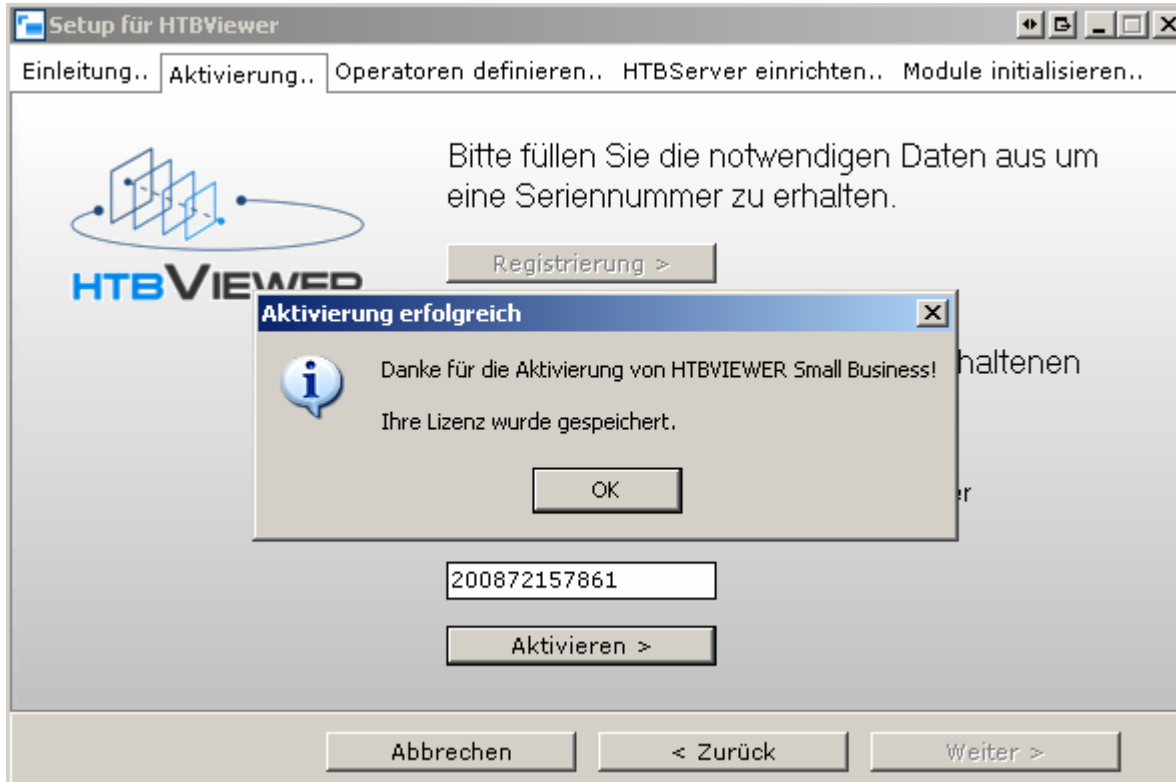 Setup für HTBViewer
Einleitung.. Aktivierung.. Operatoren definieren.. HTBServer einrichten.. Module initialisieren..
Bitte füllen Sie die notwendigen Daten aus um
eine Seriennummer zu erhalten.
Registrierung >
HTBVIEWER
Aktivierung erfolgreich
Danke für die Aktivierung von HTBVIEWER Small Business!
haltenen
Ihre Lizenz wurde gespeichert.
OK
200872157861
Aktivieren >
Abbrechen < Zurück Weiter >